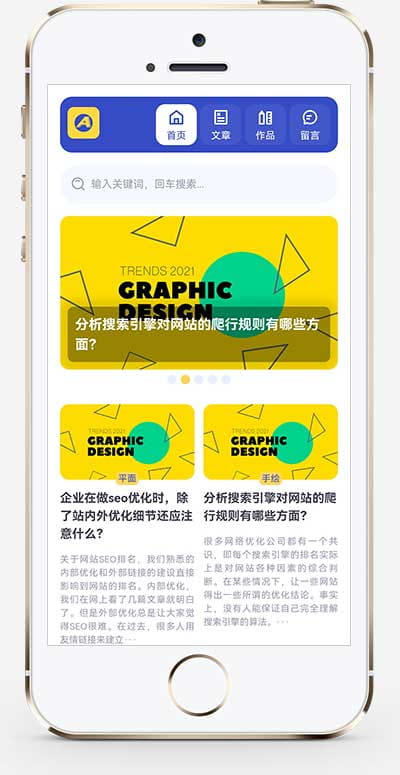 首页
文章
作品
留言
输入关键词，回车搜索...
TRENDS 2021
GRAPHIC
DESIGN
分析搜索引擎对网站的爬行规则有哪些方
面？
TRENDS 2021
GRAPHIC
DESIGN
平面
企业在做seo优化时，除
了站内外优化细节还应注
意什么？
关于网站SEO排名，我们熟悉的
内部优化和外部链接的建议直接
影响到网站的排名。内部优化，
我们在网上看了几篇文章就明白
了。但是外部优化总是让大家觉
得SEO很难。在过去，很多人用
友情链接来建立···
TRENDS 2021
GRAPHIC
DESIGN
手绘
分析搜索引擎对网站的爬
行规则有哪些方面？
很多网络优化公司都有一个共
识，即每个搜索引擎的排名实际
上是对网站各种因素的综合判
断。在某些情况下，让一些网站
得出一些所谓的优化结论。事实
上，没有人能保证自己完全理解
搜索引擎的算法。···